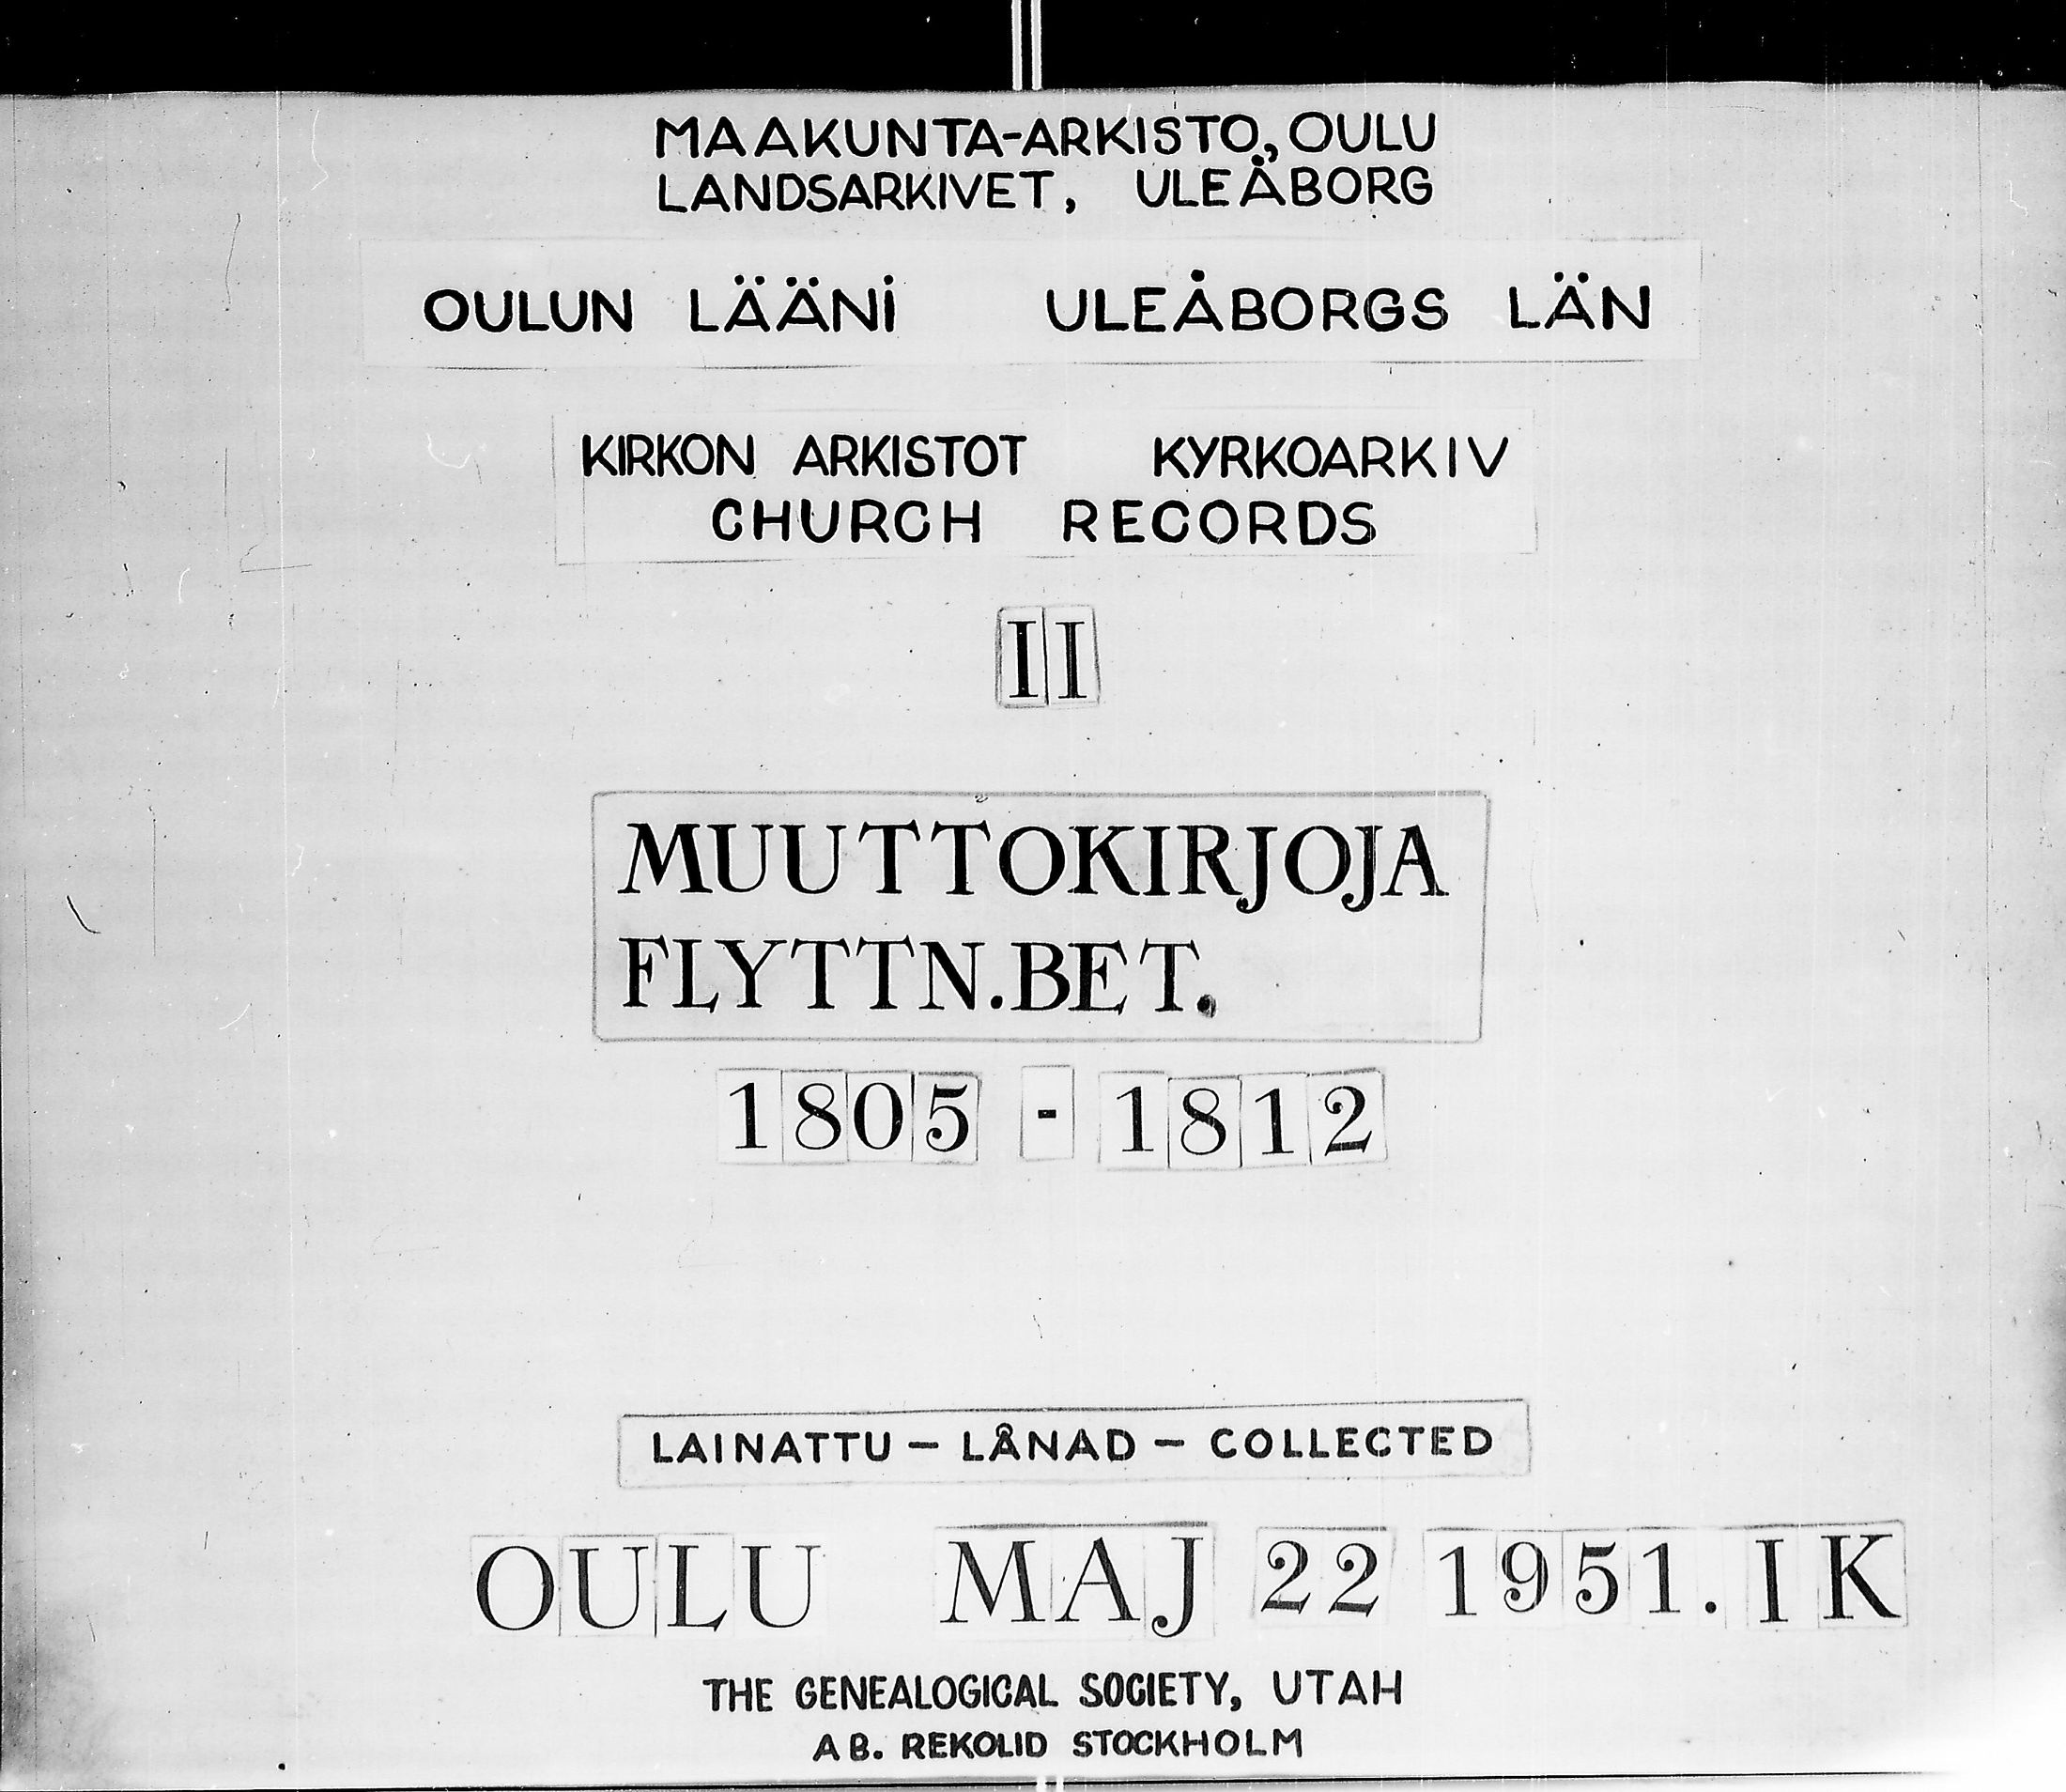 MAAKUNTA-ARKISTO, OULU
LANDSARKIVET, ULEÅBORG
OULUN LÄÄNI ULEÅBORGS LÄN
KIRKON ARKISTOT KYRKOARKIV
CHURCH RECORDS
II
MUUTTOKIRJOJA
FLYTTN.BET.
1805 - 1812
LAINATTU - LÅNAD - COLLECTED
OULU MAJ 22 1951. IK
THE GENEALOGICAL SOCIETY, UTAH
AB. REKOLID STOCKHOLM